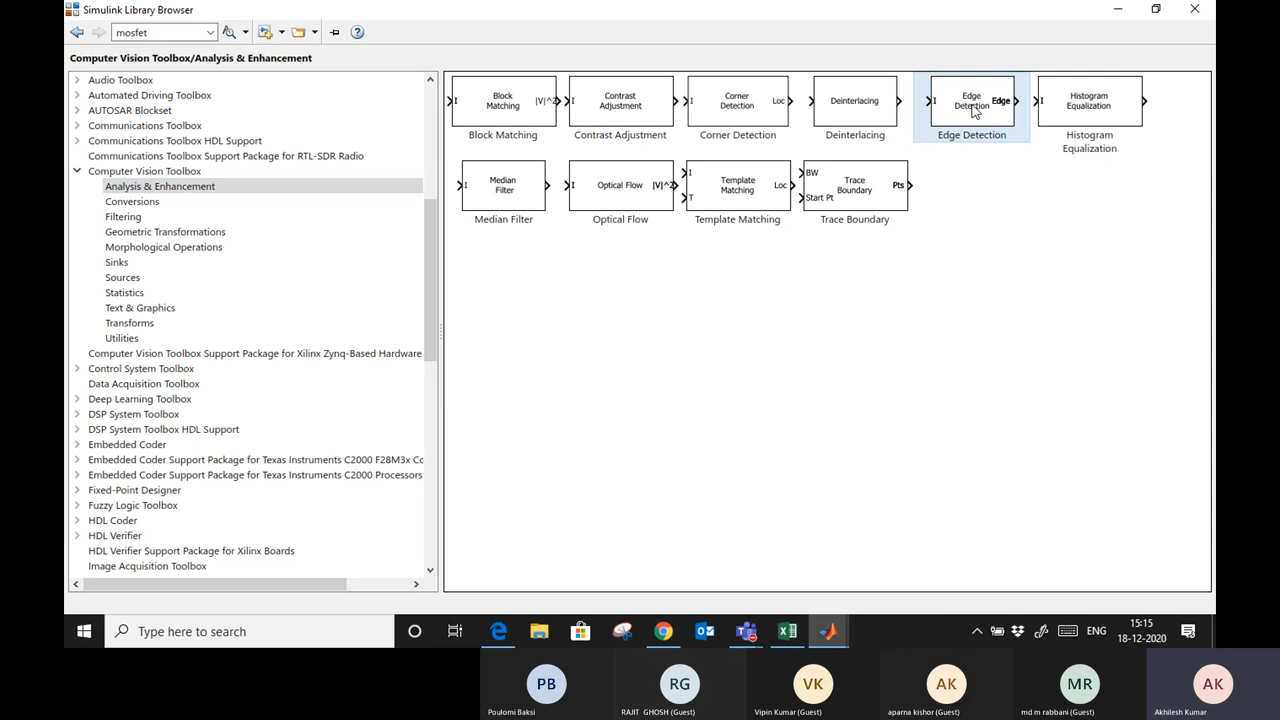 Simulink Library Browser
mosfet
Computer Vision Toolbox/Analysis & Enhancement
Audio Toolbox
Automated Driving Toolbox
AUTOSAR Blockset
Communications Toolbox
Communications Toolbox HDL Support
Communications Toolbox Support Package for RTL-SDR Radio
Computer Vision Toolbox
Analysis & Enhancement
Conversions
Filtering
Geometric Transformations
Morphological Operations
Sinks
Sources
Statistics
Text & Graphics
Transforms
Utilities
Computer Vision Toolbox Support Package for Xilinx Zynq-Based Hardware
Control System Toolbox
Data Acquisition Toolbox
Deep Learning Toolbox
DSP System Toolbox
DSP System Toolbox HDL Support
Embedded Coder
Embedded Coder Support Package for Texas Instruments C2000 F28M3x Co
Embedded Coder Support Package for Texas Instruments C2000 Processors
Fixed-Point Designer
Fuzzy Logic Toolbox
HDL Coder
HDL Verifier
HDL Verifier Support Package for Xilinx Boards
Image Acquisition Toolbox
I
Block
Matching
|V|^2
Block Matching
I
Contrast
Adjustment
Contrast Adjustment
I
Corner
Detection
Loc
Corner Detection
Deinterlacing
Deinterlacing
I
Edge
Detection
Edge
Edge Detection
I
Histogram
Equalization
Histogram
Equalization
I
Median
Filter
Median Filter
I
Optical Flow
|V|^2
Optical Flow
I
T
Template
Matching
Loc
Template Matching
BW
Start Pt
Trace
Boundary
Pts
Trace Boundary
Type here to search
ENG
15:15
18-12-2020
PB
Poulomi Baksi
RG
RAJIT GHOSH (Guest)
VK
Vipin Kumar (Guest)
AK
aparna kishor (Guest)
MR
md m rabbani (Guest)
AK
Akhilesh Kumar